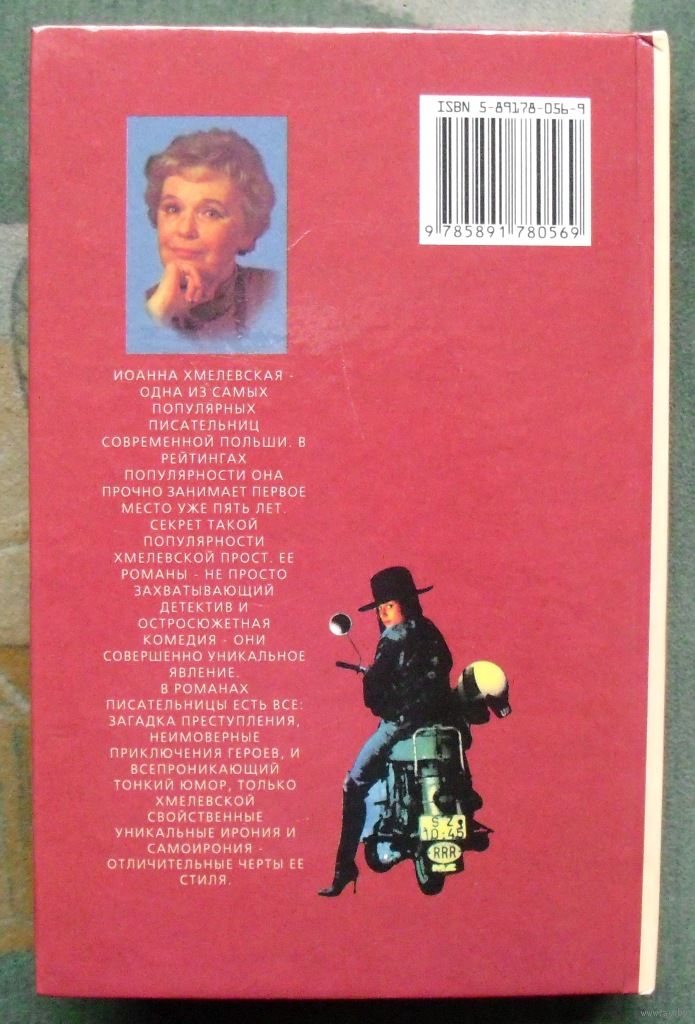 ISBN 5-89178-056-9
9 785891 780569
ИОАННА ХМЕЛЕВСКАЯ -
ОДНА ИЗ САМЫХ
ПОПУЛЯРНЫХ
ПИСАТЕЛЬНИЦ
СОВРЕМЕННОЙ ПОЛЬШИ. В
РЕЙТИНГАХ
ПОПУЛЯРНОСТИ ОНА
ПРОЧНО ЗАНИМАЕТ ПЕРВОЕ
МЕСТО УЖЕ ПЯТЬ ЛЕТ.
СЕКРЕТ ТАКОЙ
ПОПУЛЯРНОСТИ
ХМЕЛЕВСКОЙ ПРОСТ. ЕЕ
РОМАНЫ - НЕ ПРОСТО
ЗАХВАТЫВАЮЩИЙ
ДЕТЕКТИВ И
ОСТРОСЮЖЕТНАЯ
КОМЕДИЯ - ОНИ
СОВЕРШЕННО УНИКАЛЬНОЕ
ЯВЛЕНИЕ.
В РОМАНАХ
ПИСАТЕЛЬНИЦЫ ЕСТЬ ВСЕ:
ЗАГАДКА ПРЕСТУПЛЕНИЯ,
НЕИМОВЕРНЫЕ
ПРИКЛЮЧЕНИЯ ГЕРОЕВ, И
ВСЕПРОНИКАЮЩИЙ
ТОНКИЙ ЮМОР, ТОЛЬКО
ХМЕЛЕВСКОЙ
СВОЙСТВЕННЫЕ
УНИКАЛЬНЫЕ ИРОНИЯ И
САМОИРОНИЯ -
ОТЛИЧИТЕЛЬНЫЕ ЧЕРТЫ ЕЕ
СТИЛЯ.
S Z
10-45
RRR